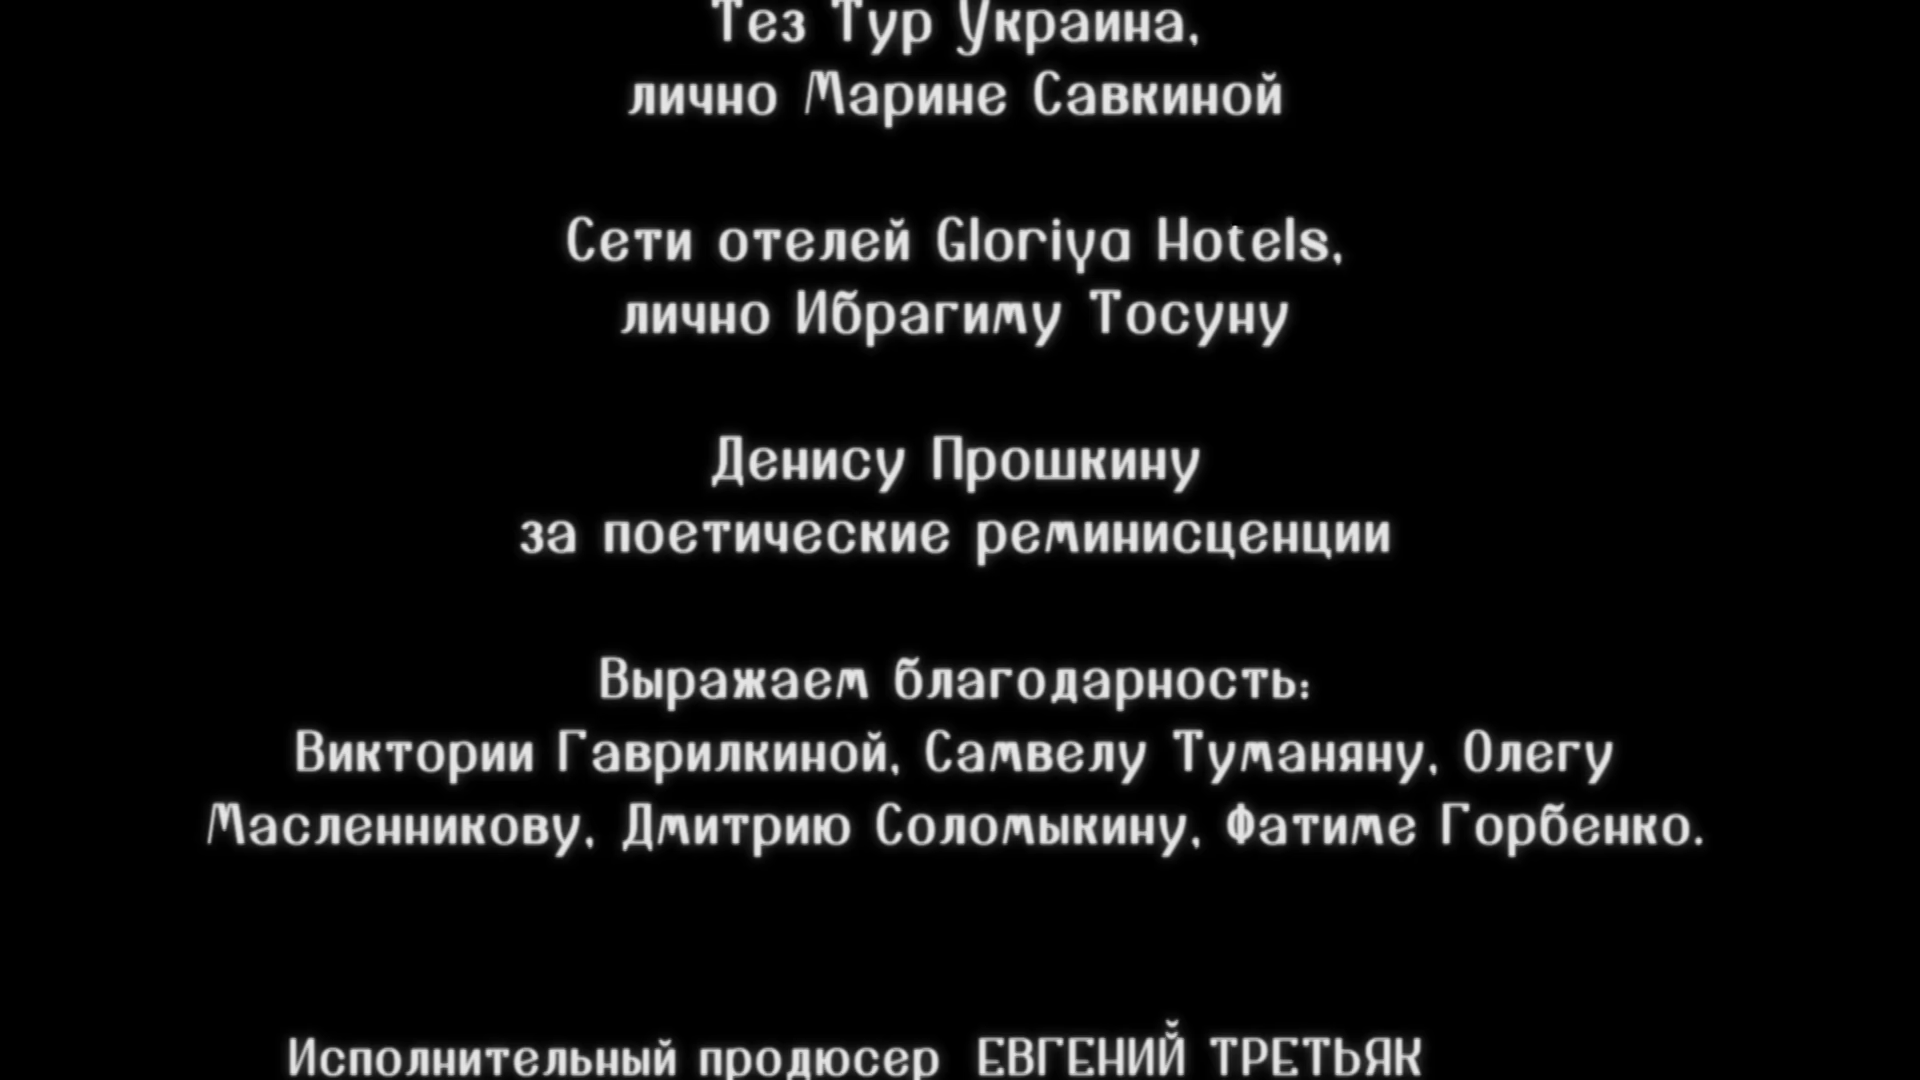 Тез Тур Украина,
лично Марине Савкиной
Сети отелей Gloriya Hotels,
лично Ибрагиму Тосуну
Денису Прошкину
за поетические реминисценции
Выражаем благодарность:
Виктории Гаврилкиной, Самвелу Туманяну, Олегу
Масленникову, Дмитрию Соломыкину, Фатиме Горбенко.
Исполнительный продюсер ЕВГЕНИЙ ТРЕТЬЯК